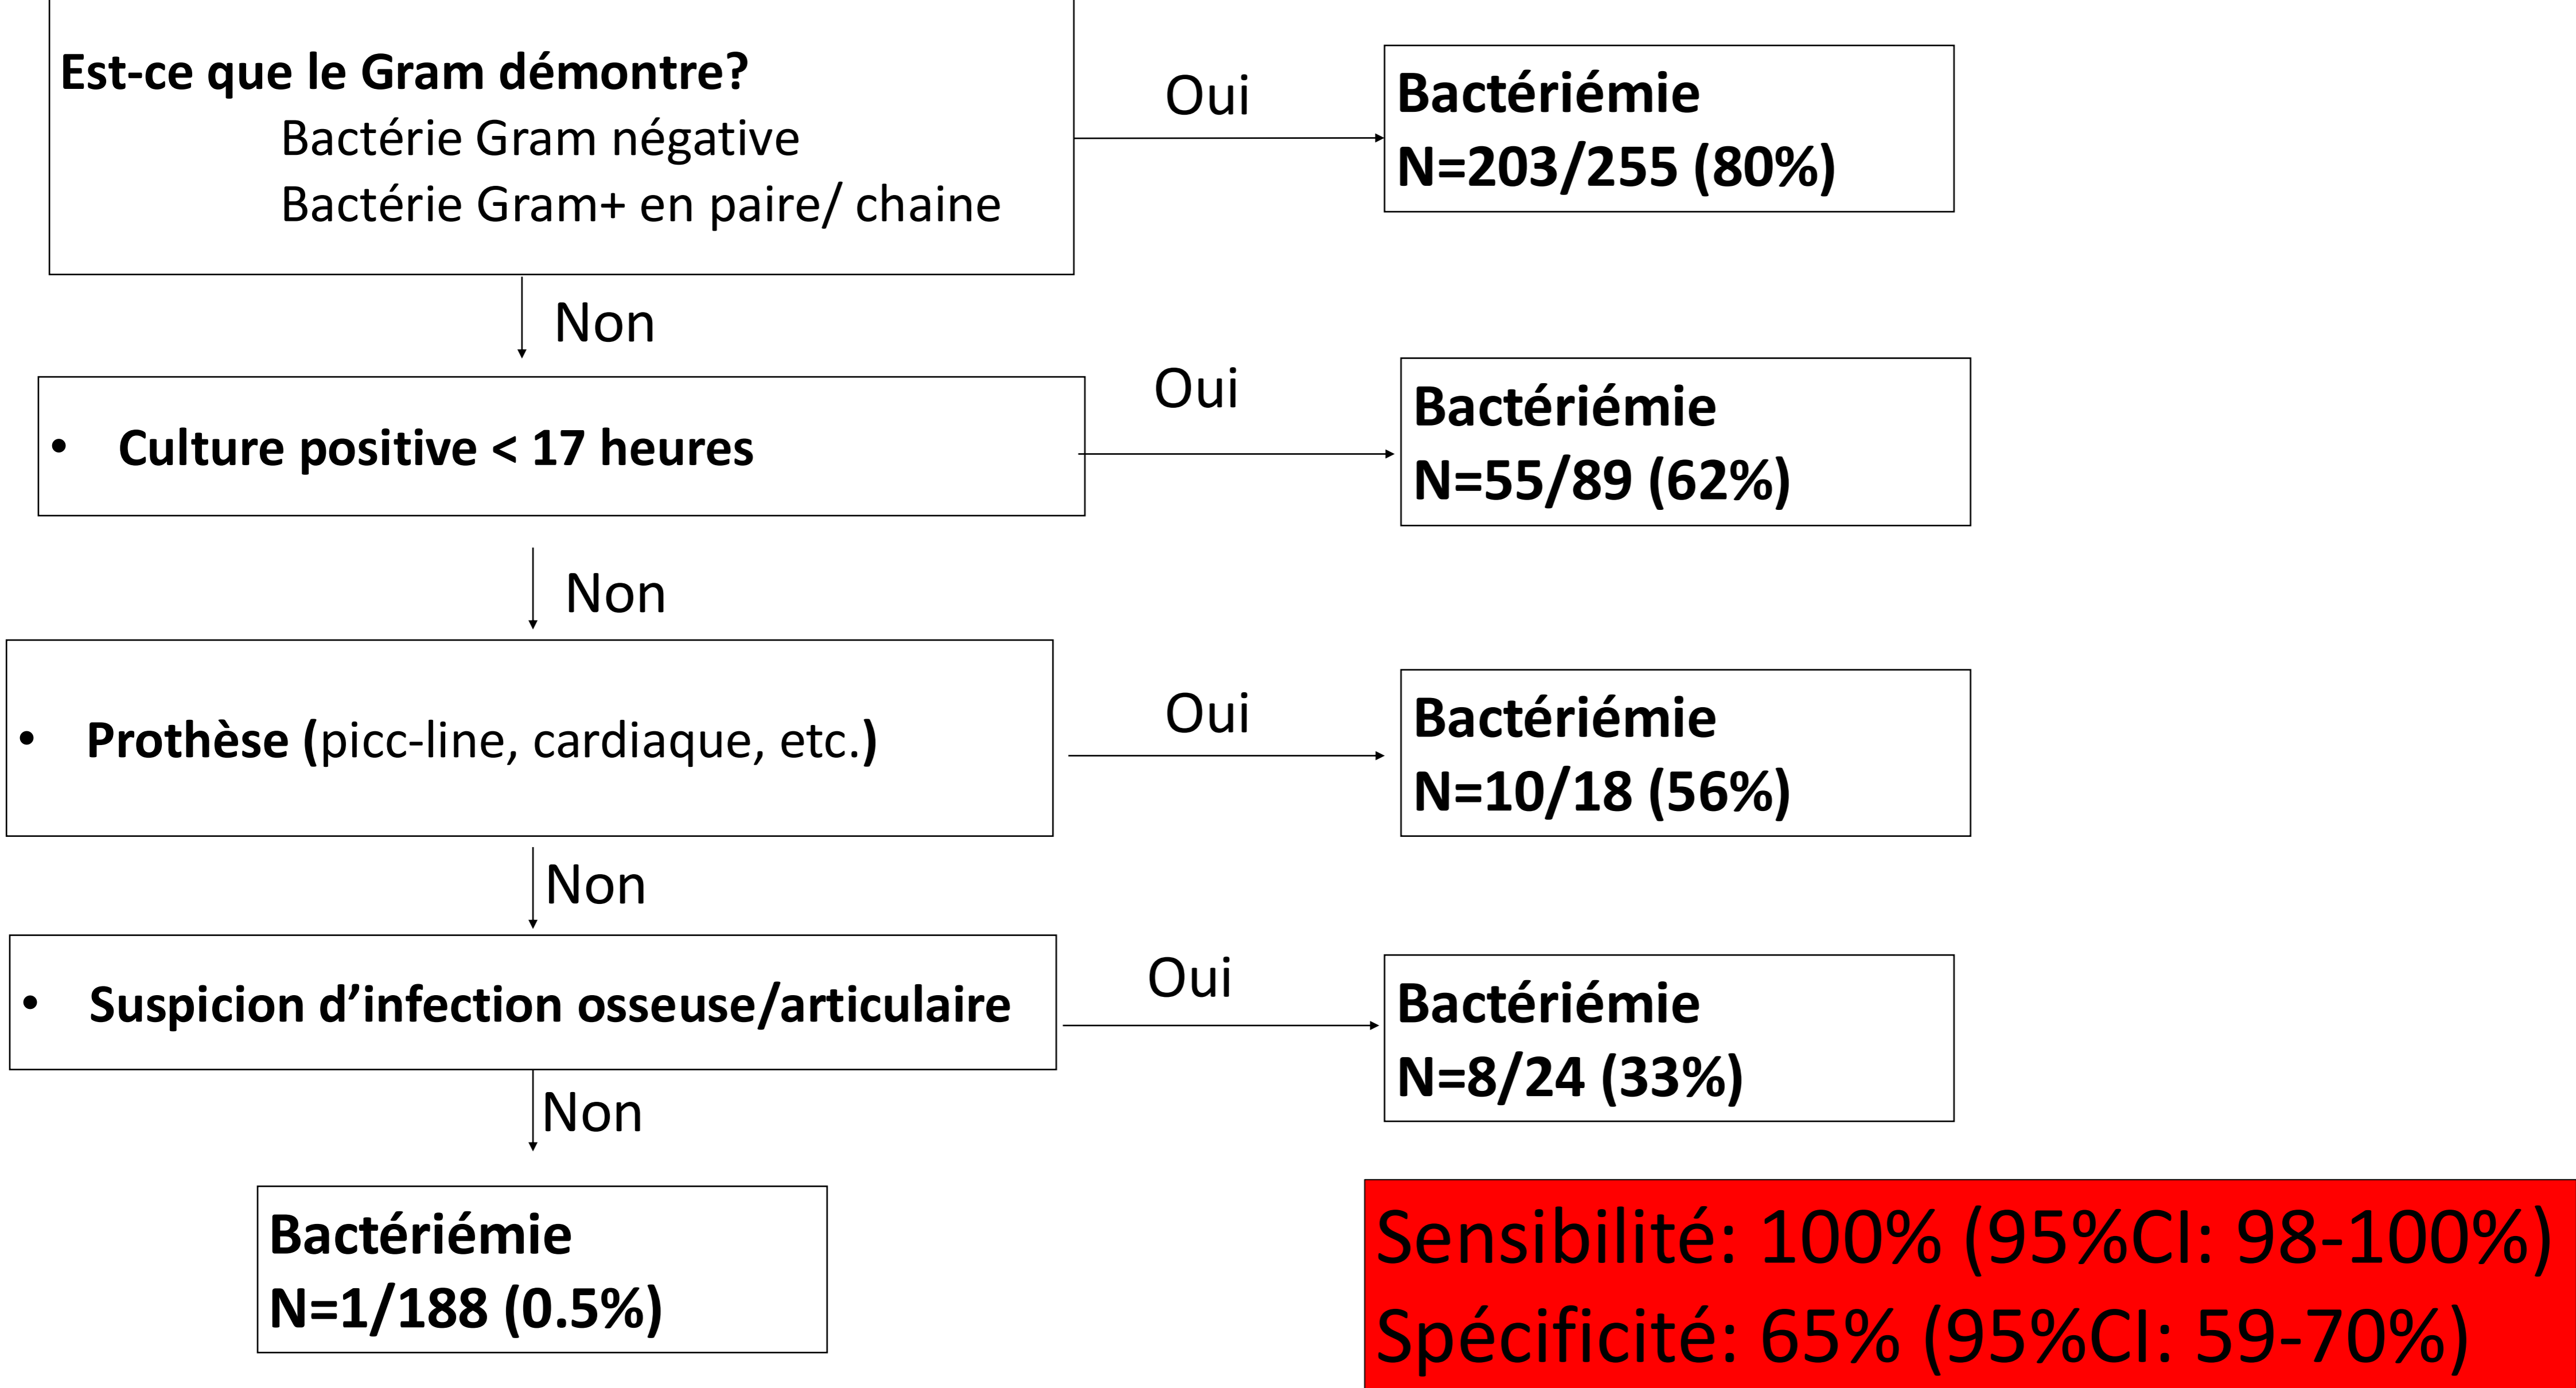 Est-ce que le Gram démontre?
Bactérie Gram négative
Bactérie Gram+ en paire/ chaine
Oui
Bactériémie
N=203/255 (80%)
Non
• Culture positive < 17 heures
Oui
Bactériémie
N=55/89 (62%)
Non
• Prothèse (picc-line, cardiaque, etc.)
Oui
Bactériémie
N=10/18 (56%)
Non
• Suspicion d’infection osseuse/articulaire
Oui
Bactériémie
N=8/24 (33%)
Non
Bactériémie
N=1/188 (0.5%)
Sensibilité: 100% (95%CI: 98-100%)
Spécificité: 65% (95%CI: 59-70%)